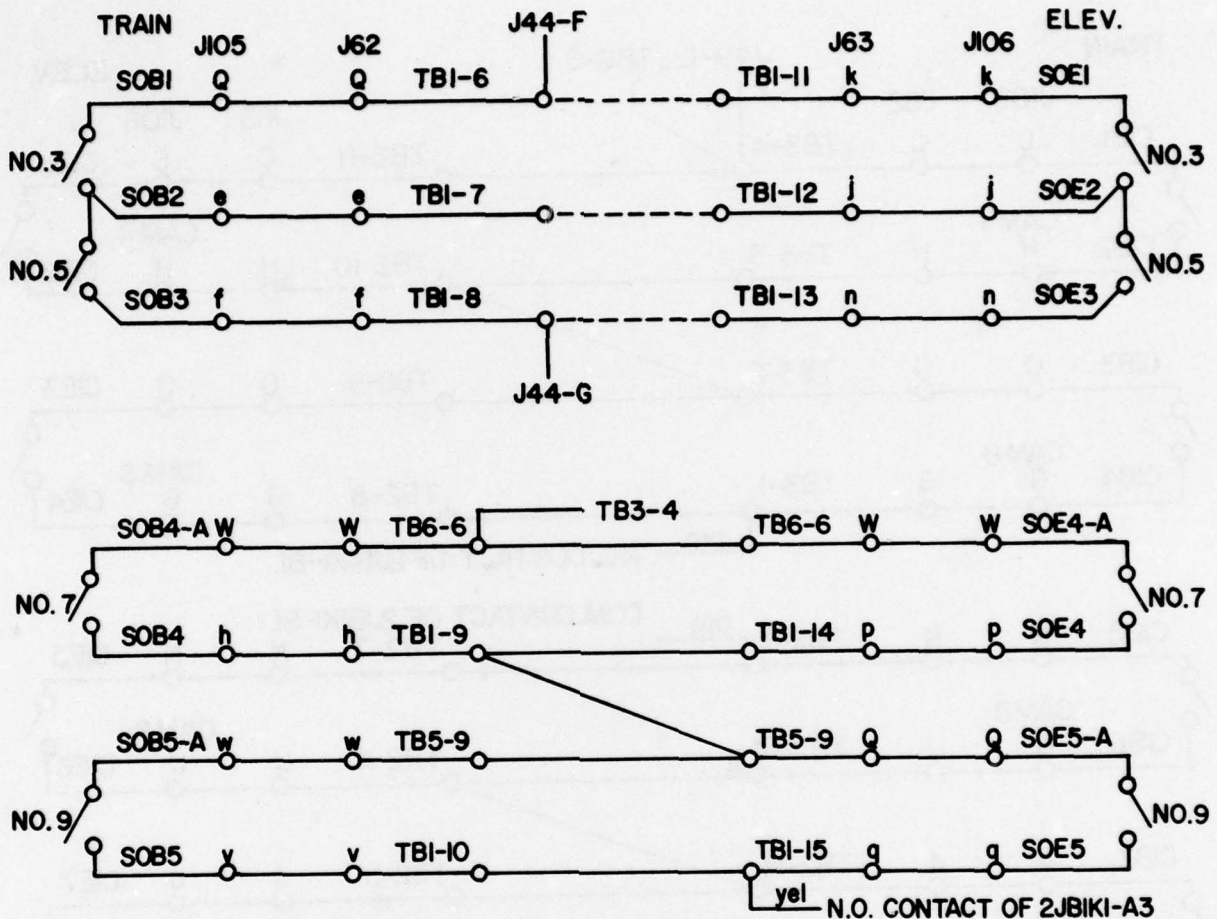 TRAIN J44-F ELEV.
J105 J62 J63 J106
SOB1 Q Q TB1-6 TB1-11 k k SOE1
NO.3 NO.3
SOB2 e e TB1-7 TB1-12 j j SOE2
NO.5 NO.5
SOB3 f f TB1-8 TB1-13 n n SOE3
J44-G
SOB4-A W W TB6-6 TB3-4 TB6-6 W W SOE4-A
NO.7 NO.7
SOB4 h h TB1-9 TB1-14 p p SOE4
SOB5-A w w TB5-9 TB5-9 Q Q SOE5-A
NO.9 NO.9
SOB5 v v TB1-10 TB1-15 q q SOE5
yel N.O. CONTACT OF 2JB1K1-A3